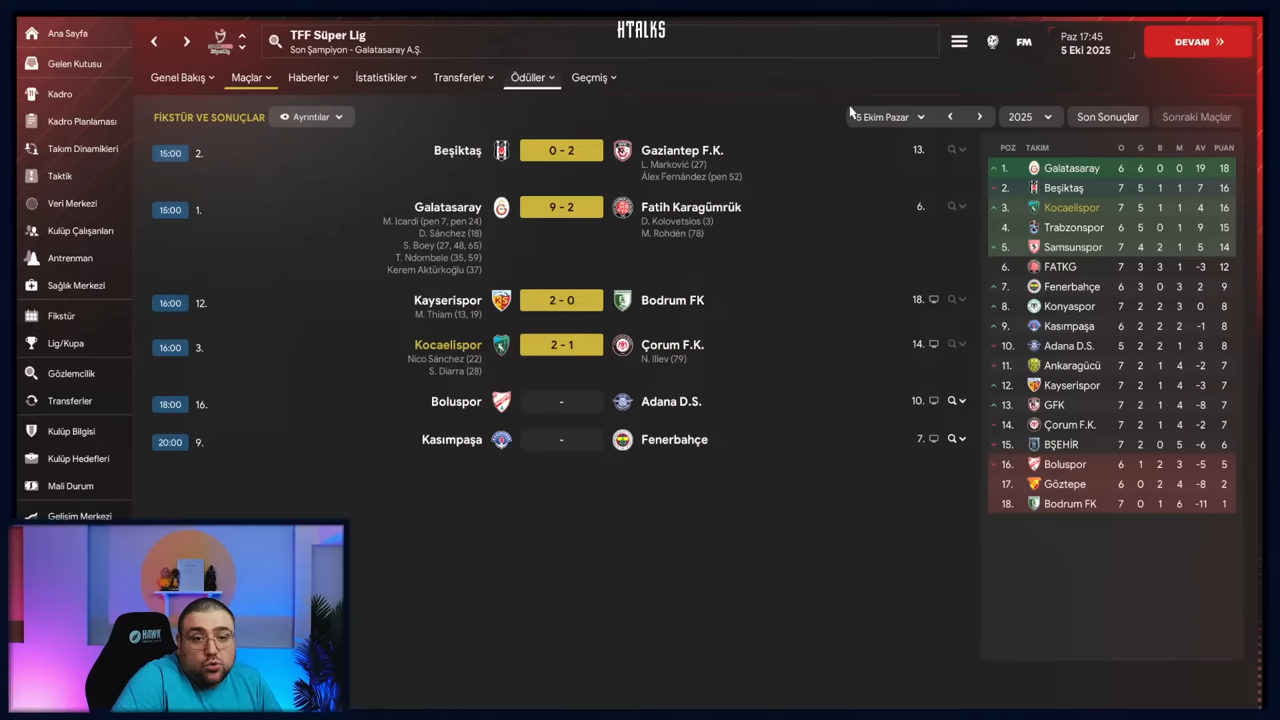 HTALKS
Ana Sayfa
Gelen Kutusu
Kadro
Kadro Planlaması
Takım Dinamikleri
Taktik
Veri Merkezi
Kulüp Çalışanları
Antrenman
Sağlık Merkezi
Fikstür
Lig/Kupa
Gözlemcilik
Transferler
Kulüp Bilgisi
Kulüp Hedefleri
Mali Durum
Gelişim Merkezi
TFF Süper Lig
Son Şampiyon - Galatasaray A.Ş.
FM
Paz 17:45
5 Eki 2025
DEVAM
Genel Bakış Maçlar Haberler İstatistikler Transferler Ödüller Geçmiş
FİKSTÜR VE SONUÇLAR Ayrıntılar 5 Ekim Pazar 2025 Son Sonuçlar Sonraki Maçlar
15:00 2. Beşiktaş 0 - 2 Gaziantep F.K. 13.
L. Marković (27)
Álex Fernández (pen 52)
15:00 1. Galatasaray 9 - 2 Fatih Karagümrük 6.
M. Icardi (pen 7, pen 24) D. Kolovetsios (3)
D. Sánchez (18) M. Rohdén (78)
S. Boey (27, 48, 65)
T. Ndombele (35, 59)
Kerem Aktürkoğlu (37)
16:00 12. Kayserispor 2 - 0 Bodrum FK 18.
M. Thiam (13, 19)
16:00 3. Kocaelispor 2 - 1 Çorum F.K. 14.
Nico Sánchez (22) N. Iliev (79)
S. Diarra (28)
18:00 16. Boluspor - Adana D.S. 10.
20:00 9. Kasımpaşa - Fenerbahçe 7.
POZ TAKIM O G B M AV PUAN
1. Galatasaray 6 6 0 0 19 18
2. Beşiktaş 7 5 1 1 7 16
3. Kocaelispor 7 5 1 1 4 16
4. Trabzonspor 6 5 0 1 9 15
5. Samsunspor 7 4 2 1 5 14
6. FATKG 7 3 3 1 -3 12
7. Fenerbahçe 6 3 0 3 2 9
8. Konyaspor 7 2 2 3 0 8
9. Kasımpaşa 6 2 2 2 -1 8
10. Adana D.S. 5 2 2 1 3 8
11. Ankaragücü 7 2 1 4 -2 7
12. Kayserispor 7 2 1 4 -3 7
13. GFK 7 2 1 4 -8 7
14. Çorum F.K. 7 2 1 4 -2 7
15. BŞEHİR 7 2 0 5 -6 6
16. Boluspor 6 1 2 3 -5 5
17. Göztepe 6 0 2 4 -8 2
18. Bodrum FK 7 0 1 6 -11 1
HAWK